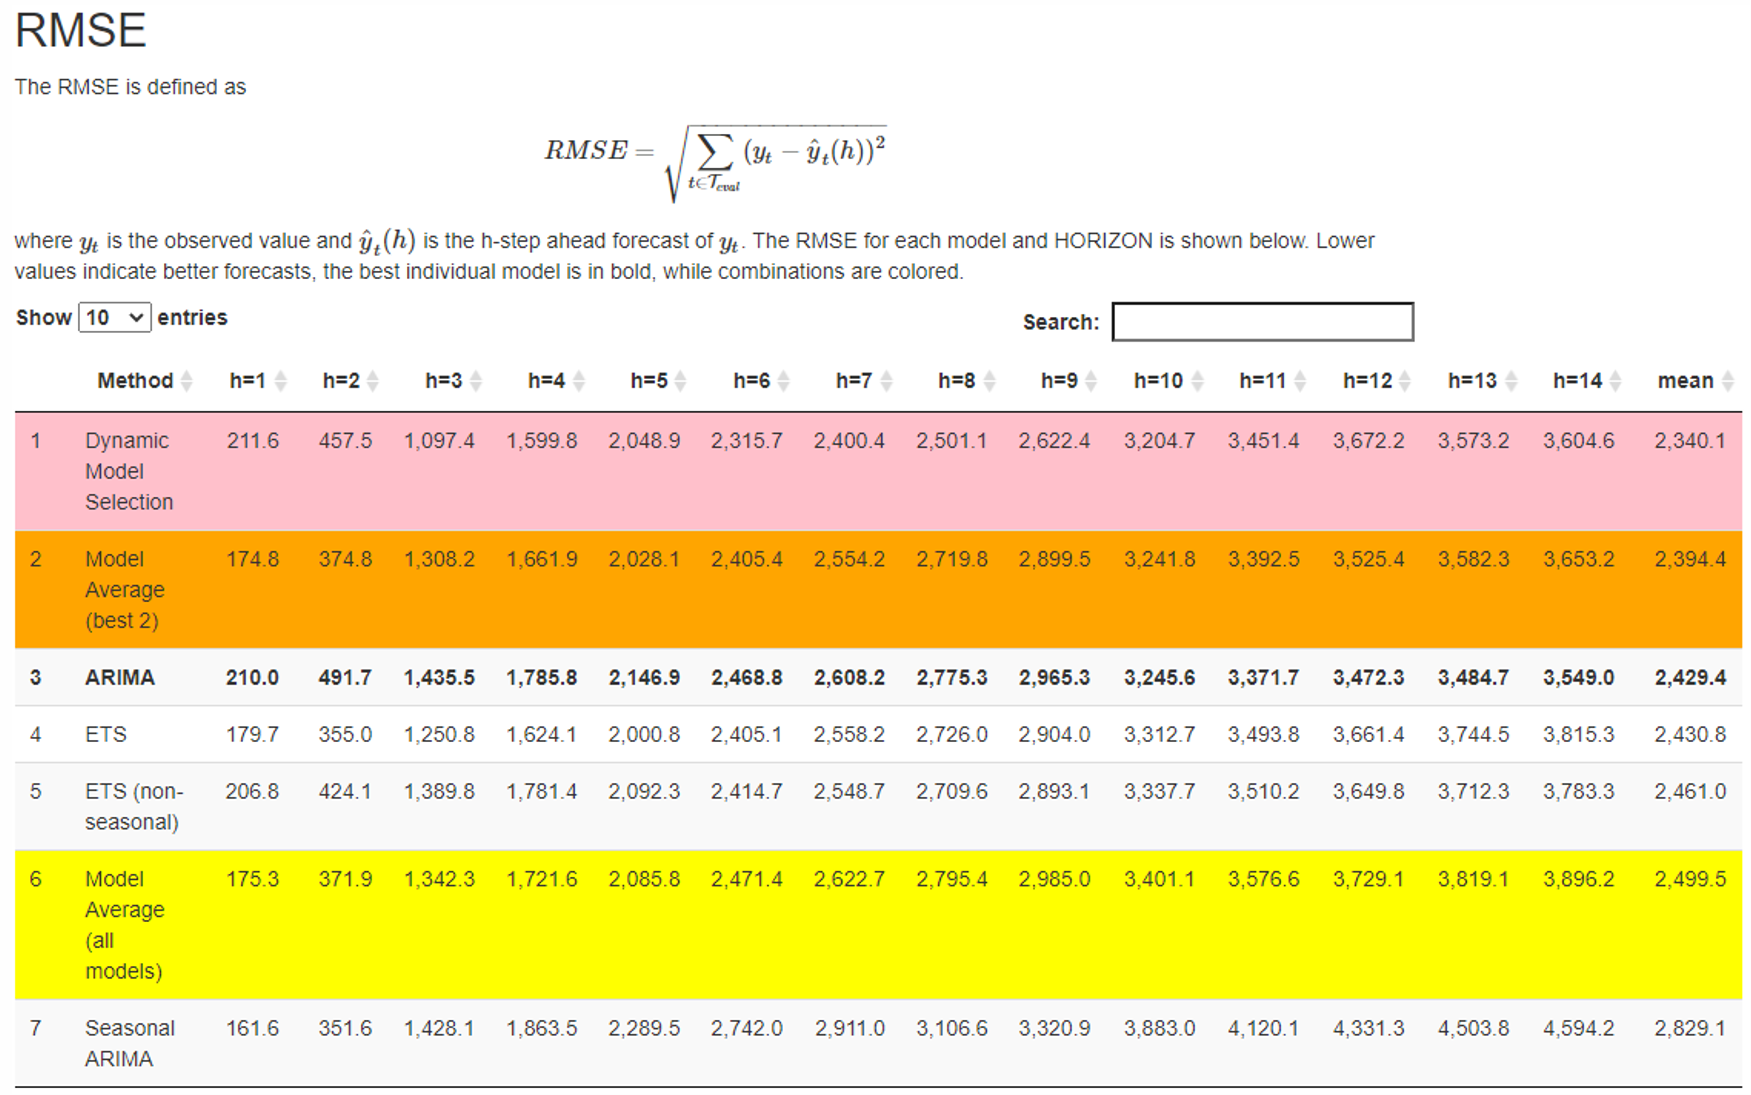 RMSE
The RMSE is defined as
RMSE = √∑t∈Teval (yt − ŷt(h))²
where yt is the observed value and ŷt(h) is the h-step ahead forecast of yt. The RMSE for each model and HORIZON is shown below. Lower
values indicate better forecasts, the best individual model is in bold, while combinations are colored.
Show 10 entries Search:
Method h=1 h=2 h=3 h=4 h=5 h=6 h=7 h=8 h=9 h=10 h=11 h=12 h=13 h=14 mean
1 Dynamic 211.6 457.5 1,097.4 1,599.8 2,048.9 2,315.7 2,400.4 2,501.1 2,622.4 3,204.7 3,451.4 3,672.2 3,573.2 3,604.6 2,340.1
Model
Selection
2 Model 174.8 374.8 1,308.2 1,661.9 2,028.1 2,405.4 2,554.2 2,719.8 2,899.5 3,241.8 3,392.5 3,525.4 3,582.3 3,653.2 2,394.4
Average
(best 2)
3 ARIMA 210.0 491.7 1,435.5 1,785.8 2,146.9 2,468.8 2,608.2 2,775.3 2,965.3 3,245.6 3,371.7 3,472.3 3,484.7 3,549.0 2,429.4
4 ETS 179.7 355.0 1,250.8 1,624.1 2,000.8 2,405.1 2,558.2 2,726.0 2,904.0 3,312.7 3,493.8 3,661.4 3,744.5 3,815.3 2,430.8
5 ETS (non- 206.8 424.1 1,389.8 1,781.4 2,092.3 2,414.7 2,548.7 2,709.6 2,893.1 3,337.7 3,510.2 3,649.8 3,712.3 3,783.3 2,461.0
seasonal)
6 Model 175.3 371.9 1,342.3 1,721.6 2,085.8 2,471.4 2,622.7 2,795.4 2,985.0 3,401.1 3,576.6 3,729.1 3,819.1 3,896.2 2,499.5
Average
(all
models)
7 Seasonal 161.6 351.6 1,428.1 1,863.5 2,289.5 2,742.0 2,911.0 3,106.6 3,320.9 3,883.0 4,120.1 4,331.3 4,503.8 4,594.2 2,829.1
ARIMA